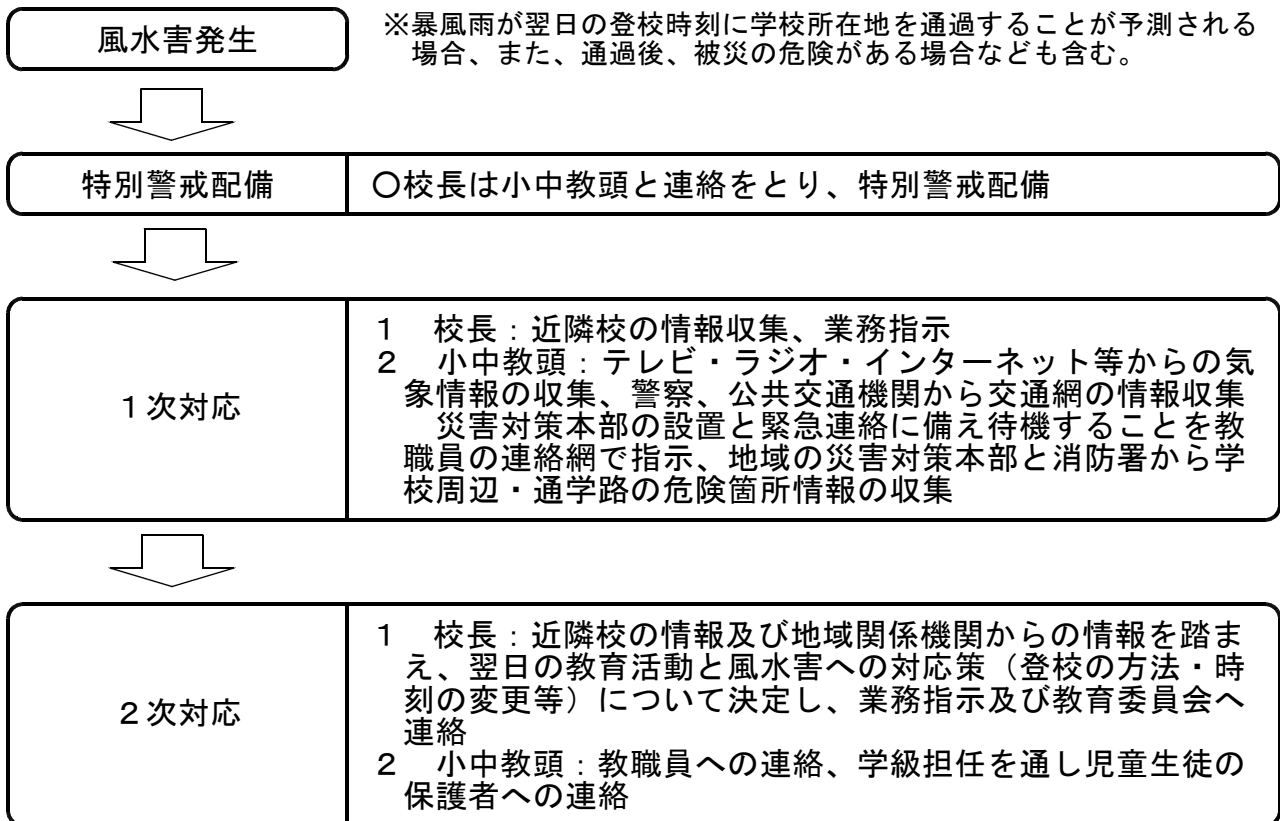 風水害発生
※暴風雨が翌日の登校時刻に学校所在地を通過することが予測される
場合、また、通過後、被災の危険がある場合なども含む。
特別警戒配備
○校長は小中教頭と連絡をとり、特別警戒配備
１次対応
１　校長：近隣校の情報収集、業務指示
２　小中教頭：テレビ・ラジオ・インターネット等からの気
象情報の収集、警察、公共交通機関から交通網の情報収集
災害対策本部の設置と緊急連絡に備え待機することを教
職員の連絡網で指示、地域の災害対策本部と消防署から学
校周辺・通学路の危険箇所情報の収集
２次対応
１　校長：近隣校の情報及び地域関係機関からの情報を踏ま
え、翌日の教育活動と風水害への対応策（登校の方法・時
刻の変更等）について決定し、業務指示及び教育委員会へ
連絡
２　小中教頭：教職員への連絡、学級担任を通し児童生徒の
保護者への連絡